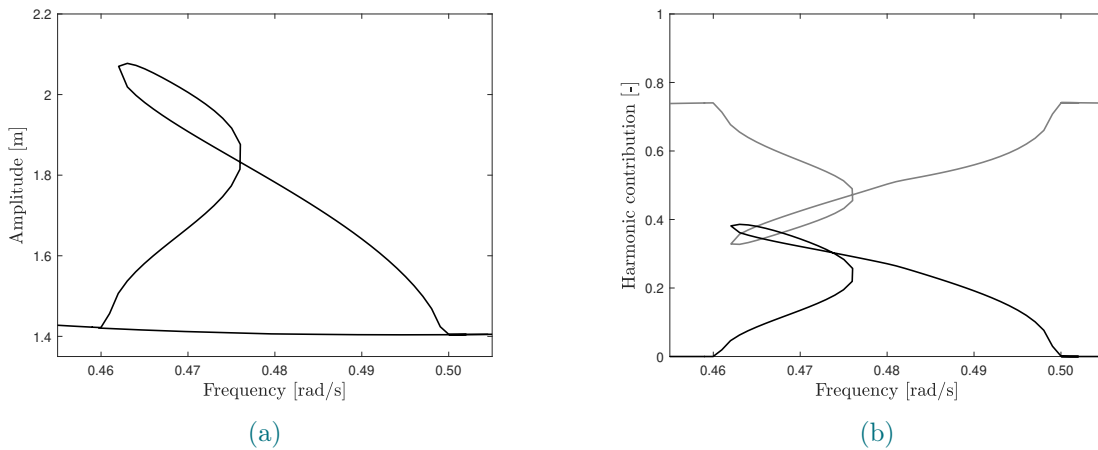 2.2
2
1.8
1.6
1.4
Amplitude [m]
0.46 0.47 0.48 0.49 0.50
Frequency [rad/s]
(a)
1
0.8
0.6
0.4
0.2
0
Harmonic contribution [-]
0.46 0.47 0.48 0.49 0.50
Frequency [rad/s]
(b)